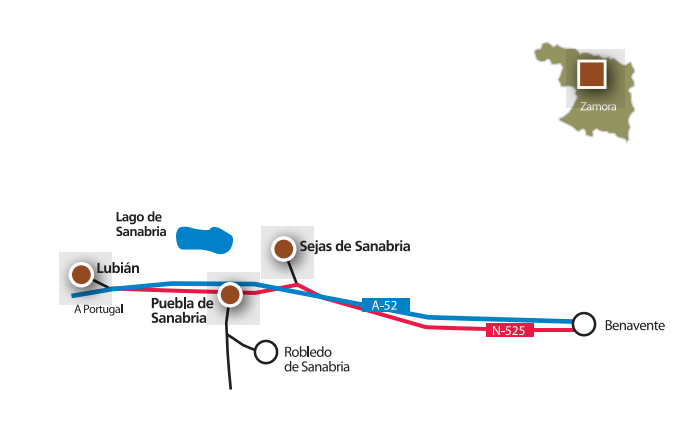 Zamora
Lago de
Sanabria
Sejas de Sanabria
Lubián
A Portugal
Puebla de
Sanabria
A-52
N-525
Benavente
Robledo
de Sanabria